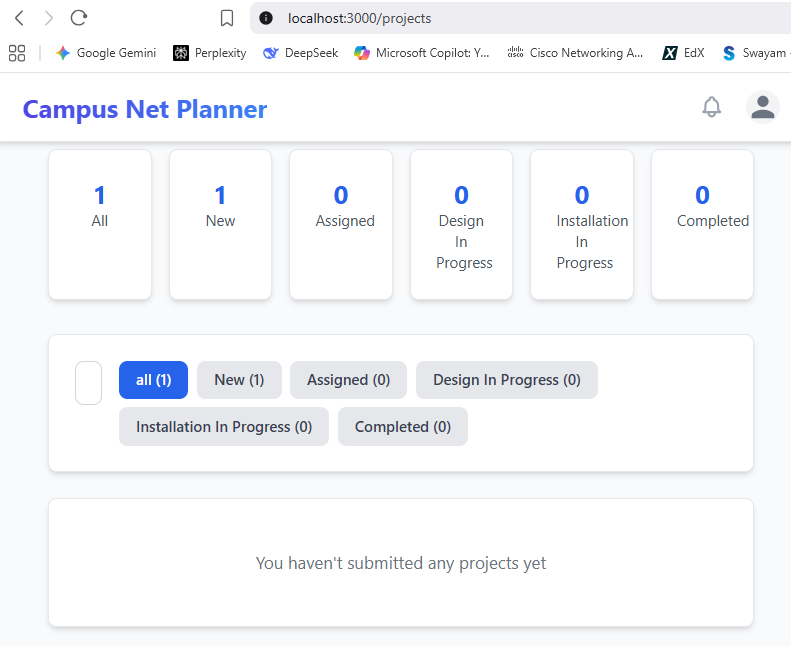 localhost:3000/projects
Google Gemini Perplexity DeepSeek Microsoft Copilot: Y... Cisco Networking A... EdX Swayam
Campus Net Planner
1
All
1
New
0
Assigned
0
Design
In
Progress
0
Installation
In
Progress
0
Completed
all (1) New (1) Assigned (0) Design In Progress (0)
Installation In Progress (0) Completed (0)
You haven't submitted any projects yet